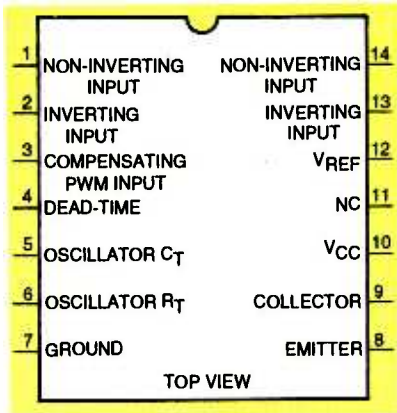 1
NON-INVERTING
INPUT
2
INVERTING
INPUT
3
COMPENSATING
PWM INPUT
4
DEAD-TIME
5
OSCILLATOR CT
6
OSCILLATOR RT
7
GROUND
14
NON-INVERTING
INPUT
13
INVERTING
INPUT
12
VREF
11
NC
10
VCC
9
COLLECTOR
8
EMITTER
TOP VIEW